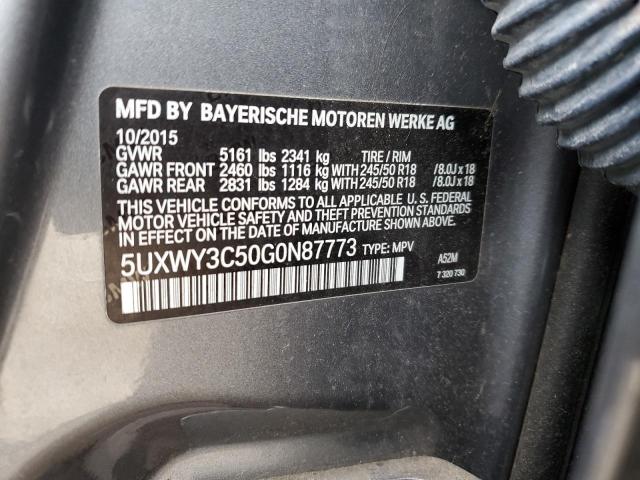 MFD BY BAYERISCHE MOTOREN WERKE AG
10/2015
GVWR 5161 lbs 2341 kg TIRE / RIM
GAWR FRONT 2460 lbs 1116 kg WITH 245/50 R18 / 8.0J x 18
GAWR REAR 2831 lbs 1284 kg WITH 245/50 R18 / 8.0J x 18
THIS VEHICLE CONFORMS TO ALL APPLICABLE U. S. FEDERAL
MOTOR VEHICLE SAFETY AND THEFT PREVENTION STANDARDS
IN EFFECT ON THE DATE OF MANUFACTURE SHOWN ABOVE.
5UXWY3C50G0N87773 TYPE: MPV A52M
7 320 730